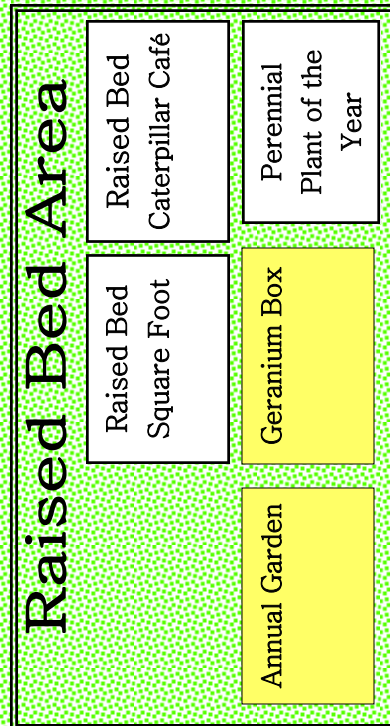 Raised Bed Area
Raised Bed
Square Foot
Raised Bed
Caterpillar Café
Annual Garden
Geranium Box
Perennial
Plant of the
Year